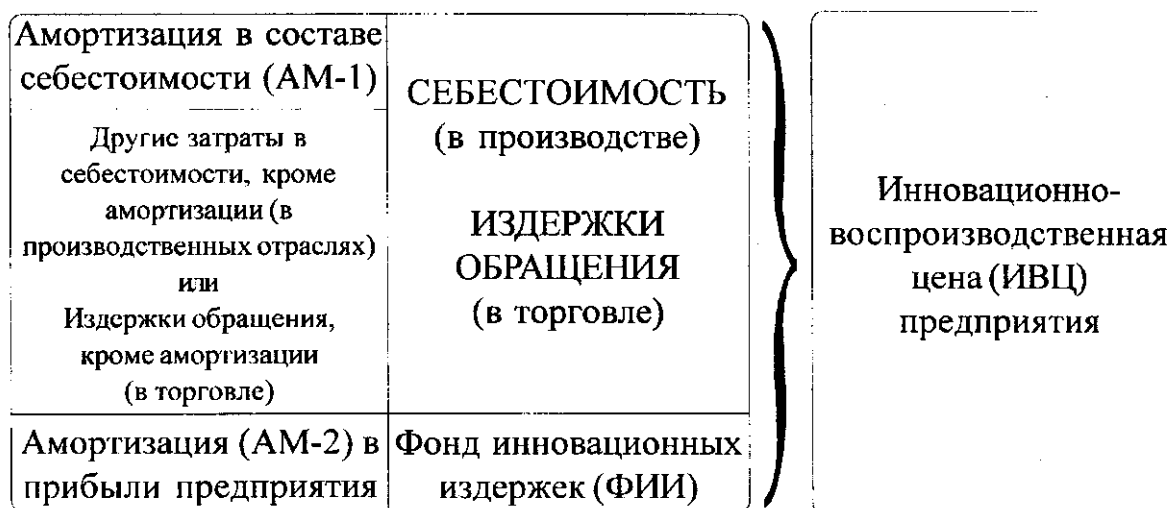 Амортизация в составе
себестоимости (АМ-1)
Другие затраты в
себестоимости, кроме
амортизации (в
производственных отраслях)
или
Издержки обращения,
кроме амортизации
(в торговле)
СЕБЕСТОИМОСТЬ
(в производстве)
ИЗДЕРЖКИ
ОБРАЩЕНИЯ
(в торговле)
Амортизация (АМ-2) в
прибыли предприятия
Фонд инновационных
издержек (ФИИ)
Инновационно-
воспроизводственная
цена (ИВЦ)
предприятия